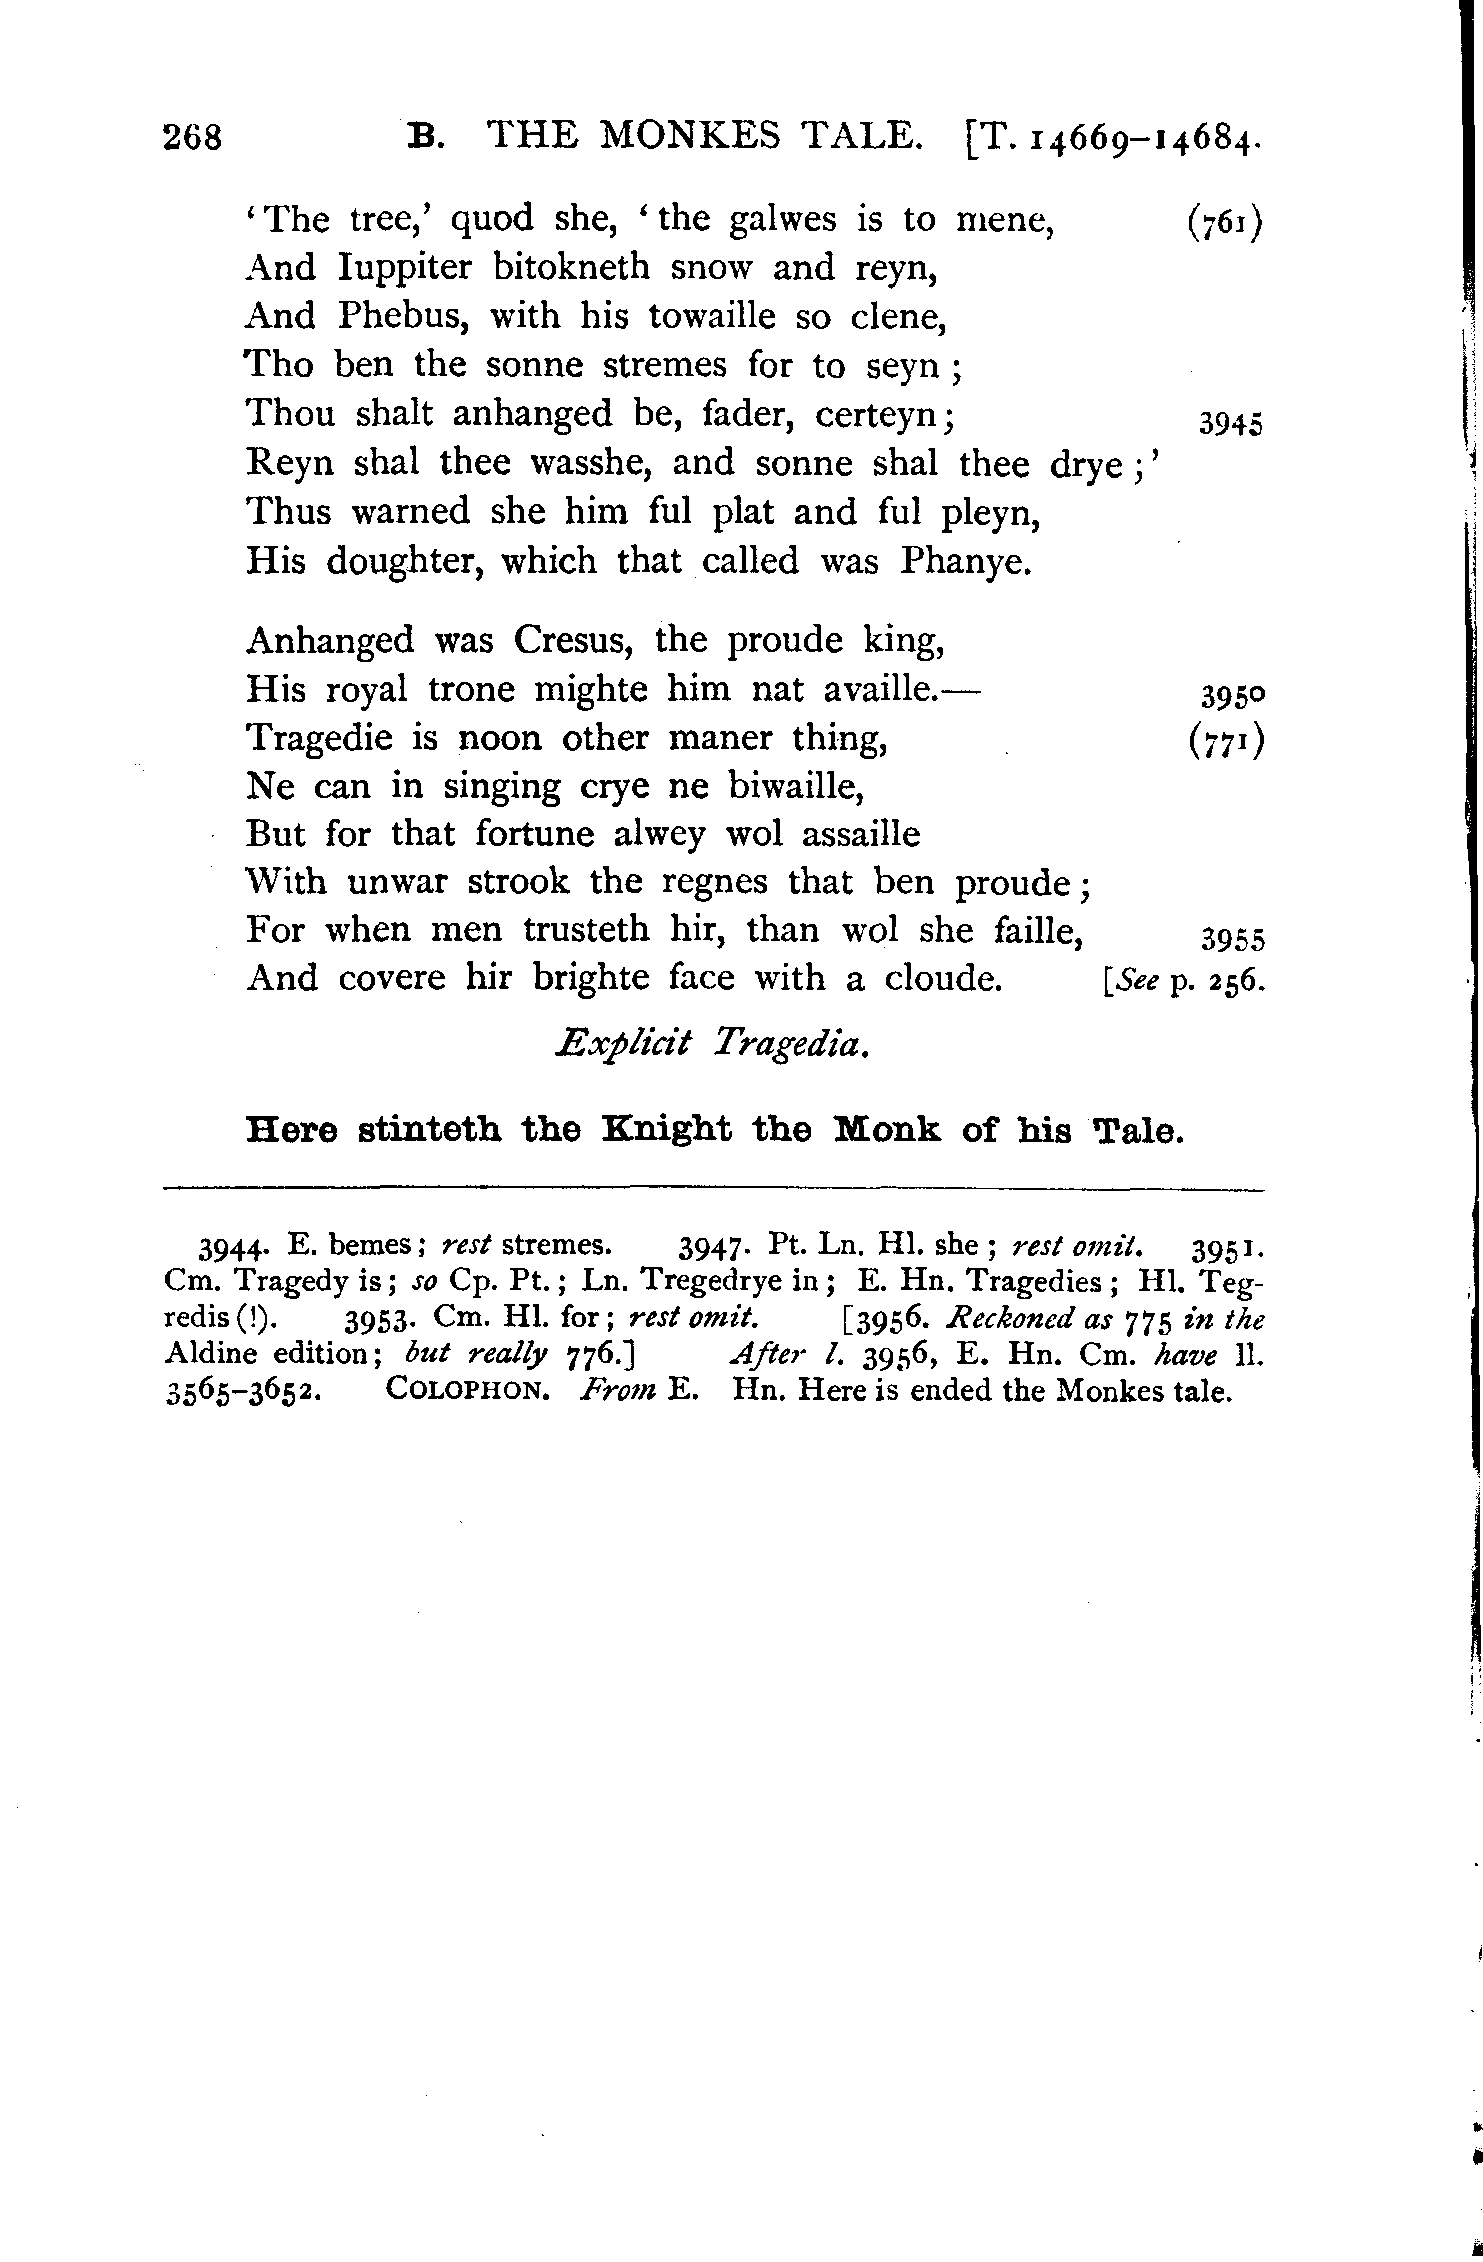 268 B. THE MONKES TALE. [T. 14669–14684.
‘The tree,’ quod she, ‘the galwes is to mene, (761)
And Iuppiter bitokneth snow and reyn,
And Phebus, with his towaille so clene,
Tho ben the sonne stremes for to seyn ;
Thou shalt anhanged be, fader, certeyn; 3945
Reyn shal thee wasshe, and sonne shal thee drye ;’
Thus warned she him ful plat and ful pleyn,
His doughter, which that called was Phanye.
Anhanged was Cresus, the proude king,
His royal trone mighte him nat availle.— 3950
Tragedie is noon other maner thing, (771)
Ne can in singing crye ne biwaille,
But for that fortune alwey wol assaille
With unwar strook the regnes that ben proude ;
For when men trusteth hir, than wol she faille, 3955
And covere hir brighte face with a cloude. [See p. 256.
Explicit Tragedia.
Here stinteth the Knight the Monk of his Tale.
3944. E. bemes; rest stremes. 3947. Pt. Ln. Hl. she ; rest omit. 3951.
Cm. Tragedy is; so Cp. Pt. ; Ln. Tregedrye in ; E. Hn. Tragedies ; Hl. Teg-
redis (!). 3953. Cm. Hl. for ; rest omit. [3956. Reckoned as 775 in the
Aldine edition; but really 776.] After l. 3956, E. Hn. Cm. have ll.
3565–3652. COLOPHON. From E. Hn. Here is ended the Monkes tale.